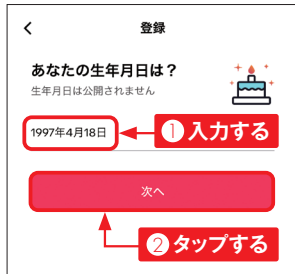 登録
あなたの生年月日は？
生年月日は公開されません
1997年4月18日
①入力する
次へ
②タップする